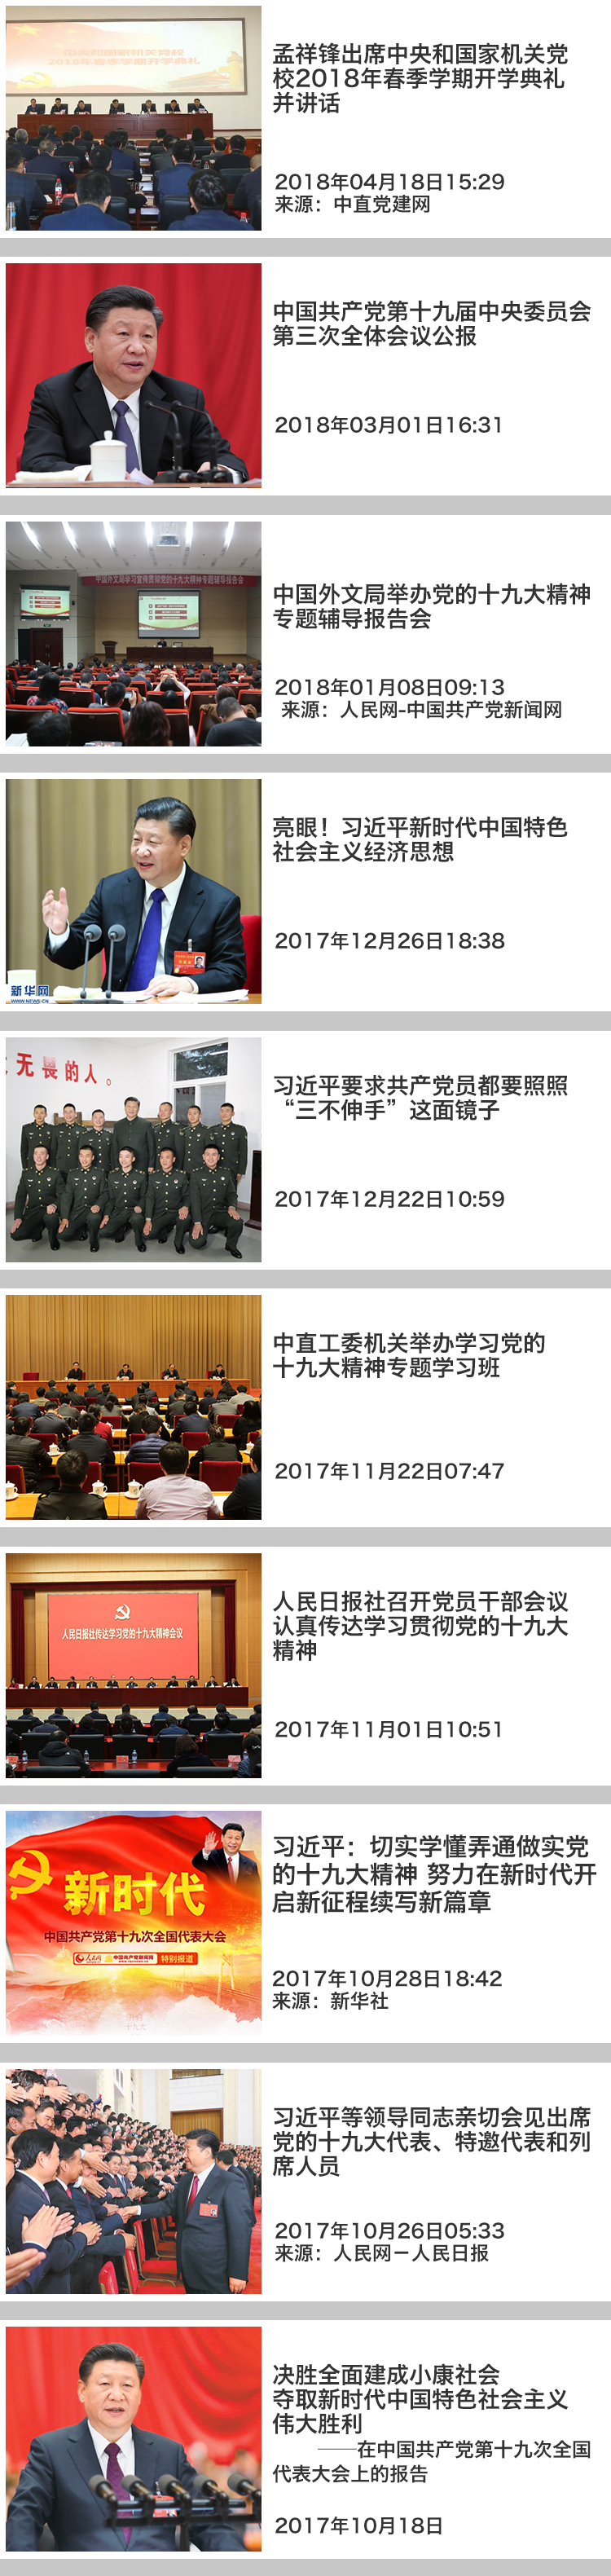 中央和国家机关党校
2018年春季学期开学典礼
孟祥锋出席中央和国家机关党
校2018年春季学期开学典礼
并讲话
2018年04月18日15:29
来源：中直党建网
中国共产党第十九届中央委员会
第三次全体会议公报
2018年03月01日16:31
中国外文局学习宣传贯彻党的十九大精神专题辅导报告会
中国外文局举办党的十九大精神
专题辅导报告会
2018年01月08日09:13
来源：人民网-中国共产党新闻网
新华网
WWW.NEWS.CN
亮眼！习近平新时代中国特色
社会主义经济思想
2017年12月26日18:38
无畏的人。
习近平要求共产党员都要照照
“三不伸手”这面镜子
2017年12月22日10:59
中直工委机关举办学习党的
十九大精神专题学习班
2017年11月22日07:47
人民日报社传达学习党的十九大精神会议
人民日报社召开党员干部会议
认真传达学习贯彻党的十九大
精神
2017年11月01日10:51
新时代
中国共产党第十九次全国代表大会
人民网
中国共产党新闻网
特别报道
习近平：切实学懂弄通做实党
的十九大精神 努力在新时代开
启新征程续写新篇章
2017年10月28日18:42
来源：新华社
习近平等领导同志亲切会见出席
党的十九大代表、特邀代表和列
席人员
2017年10月26日05:33
来源：人民网－人民日报
决胜全面建成小康社会
夺取新时代中国特色社会主义
伟大胜利
——在中国共产党第十九次全国
代表大会上的报告
2017年10月18日